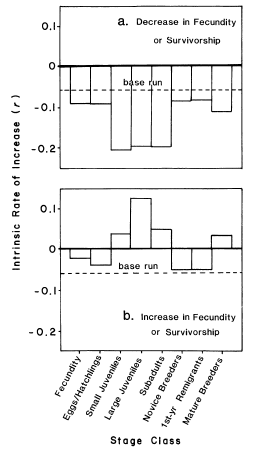 a. Decrease in Fecundity
or Survivorship
0.1
0
base run
-0.1
-0.2
Intrinsic Rate of Increase (r)
0.1
0
base run
-0.1
-0.2
b. Increase in Fecundity
or Survivorship
Fecundity
Eggs/Hatchlings
Small Juveniles
Large Juveniles
Subadults
Novice Breeders
1st-yr Remigrants
Mature Breeders
Stage Class